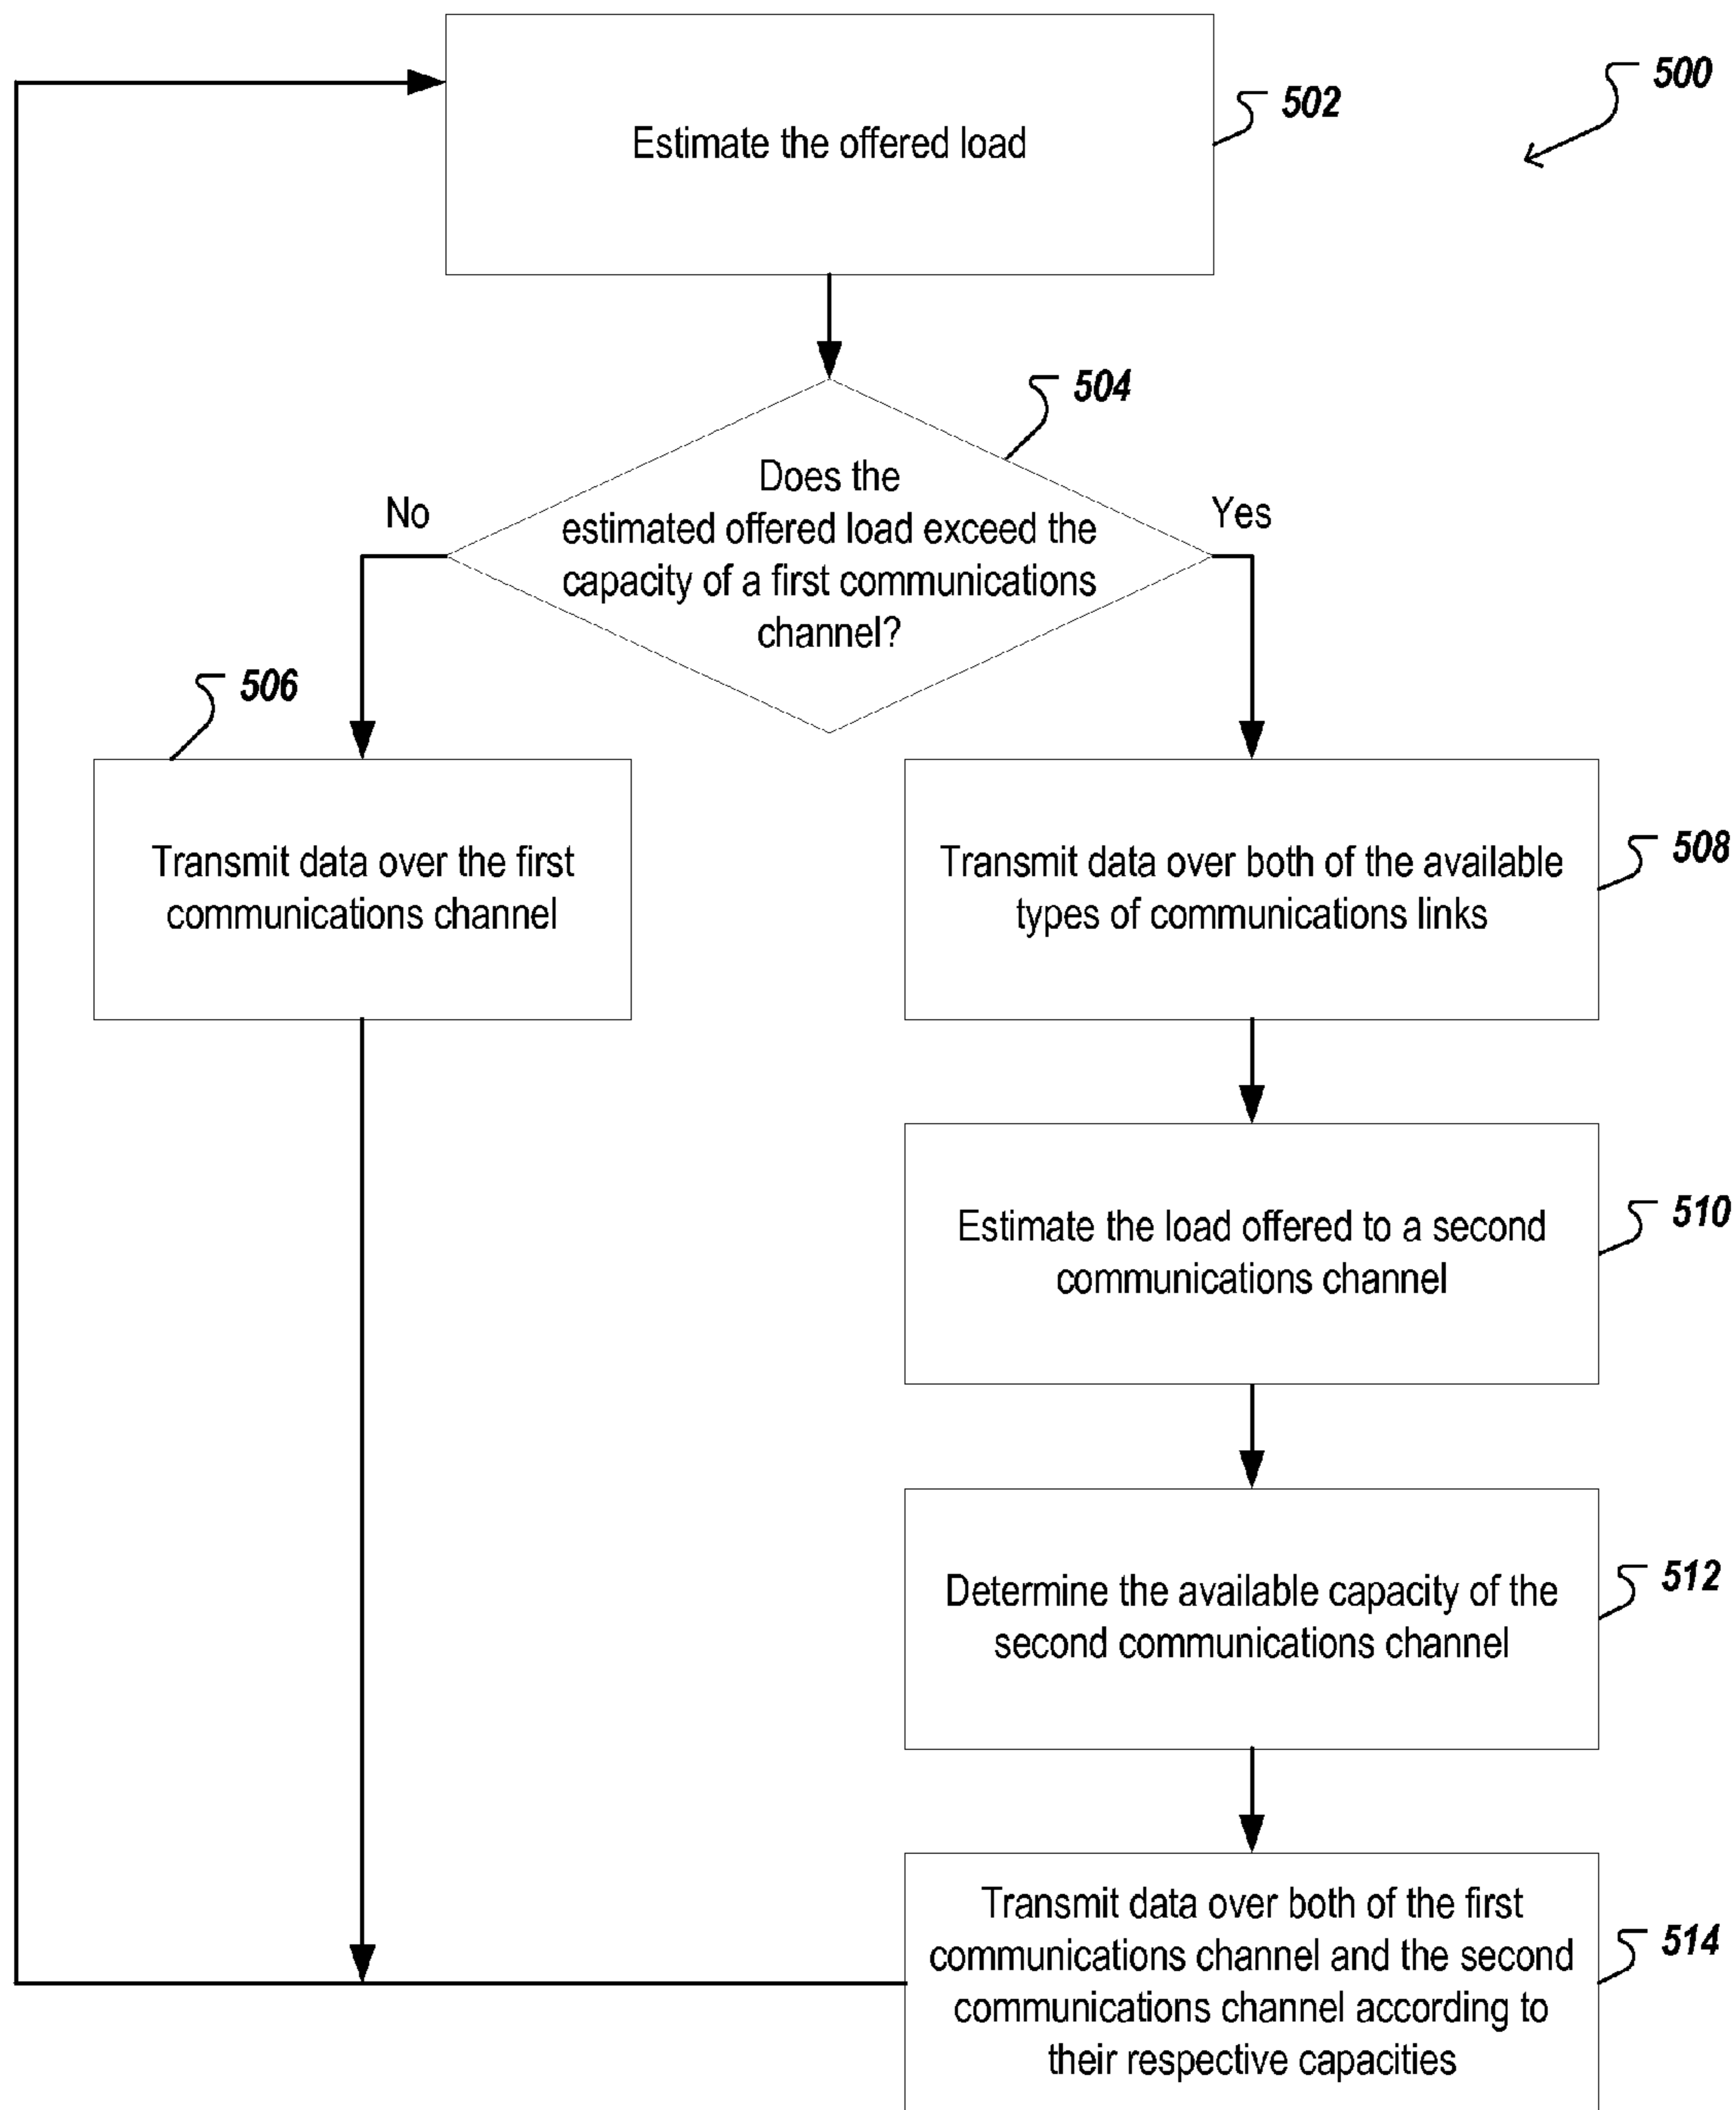 500
502
Estimate the offered load
504
Does the
estimated offered load exceed the
capacity of a first communications
channel?
No
Yes
506
Transmit data over the first
communications channel
508
Transmit data over both of the available
types of communications links
510
Estimate the load offered to a second
communications channel
512
Determine the available capacity of the
second communications channel
514
Transmit data over both of the first
communications channel and the second
communications channel according to
their respective capacities